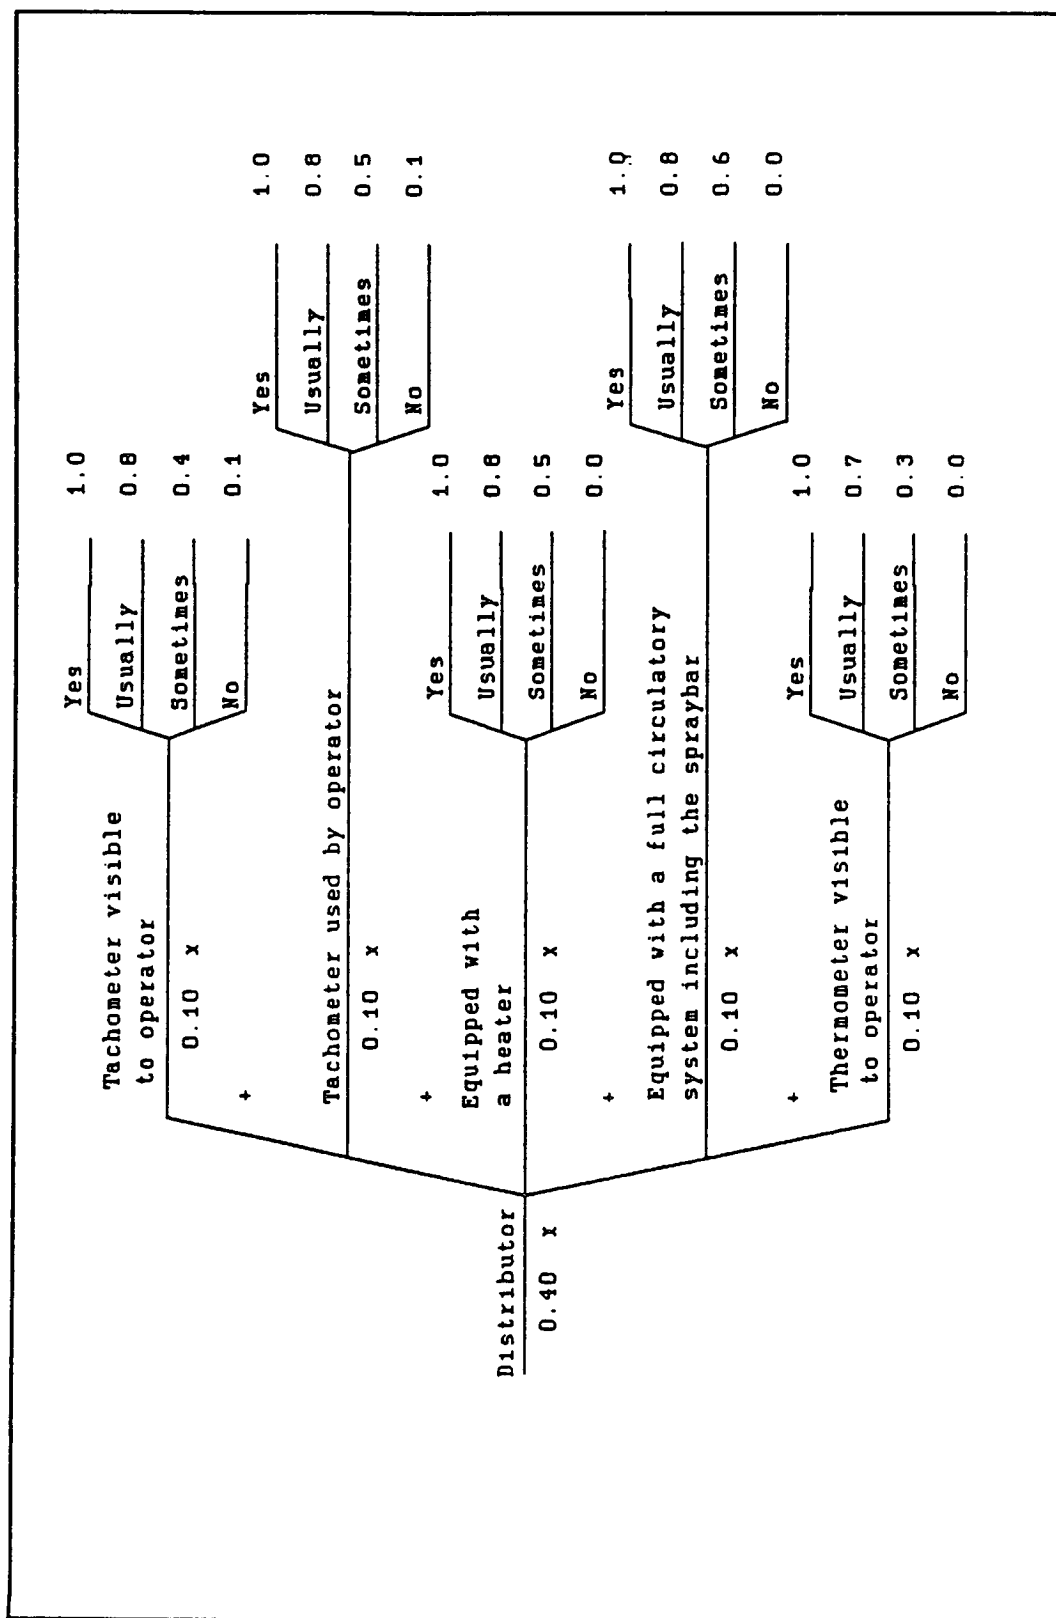 Distributor
0.40 x
Tachometer visible
to operator
0.10 x
Yes 1.0
Usually 0.8
Sometimes 0.4
No 0.1
+
Tachometer used by operator
0.10 x
Yes 1.0
Usually 0.8
Sometimes 0.5
No 0.1
+
Equipped with
a heater
0.10 x
Yes 1.0
Usually 0.8
Sometimes 0.5
No 0.0
+
Equipped with a full circulatory
system including the spraybar
0.10 x
Yes 1.0
Usually 0.8
Sometimes 0.6
No 0.0
+
Thermometer visible
to operator
0.10 x
Yes 1.0
Usually 0.7
Sometimes 0.3
No 0.0